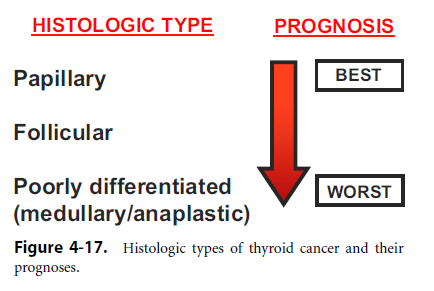 HISTOLOGIC TYPE PROGNOSIS
Papillary BEST
Follicular
Poorly differentiated
(medullary/anaplastic) WORST
Figure 4-17. Histologic types of thyroid cancer and their
prognoses.